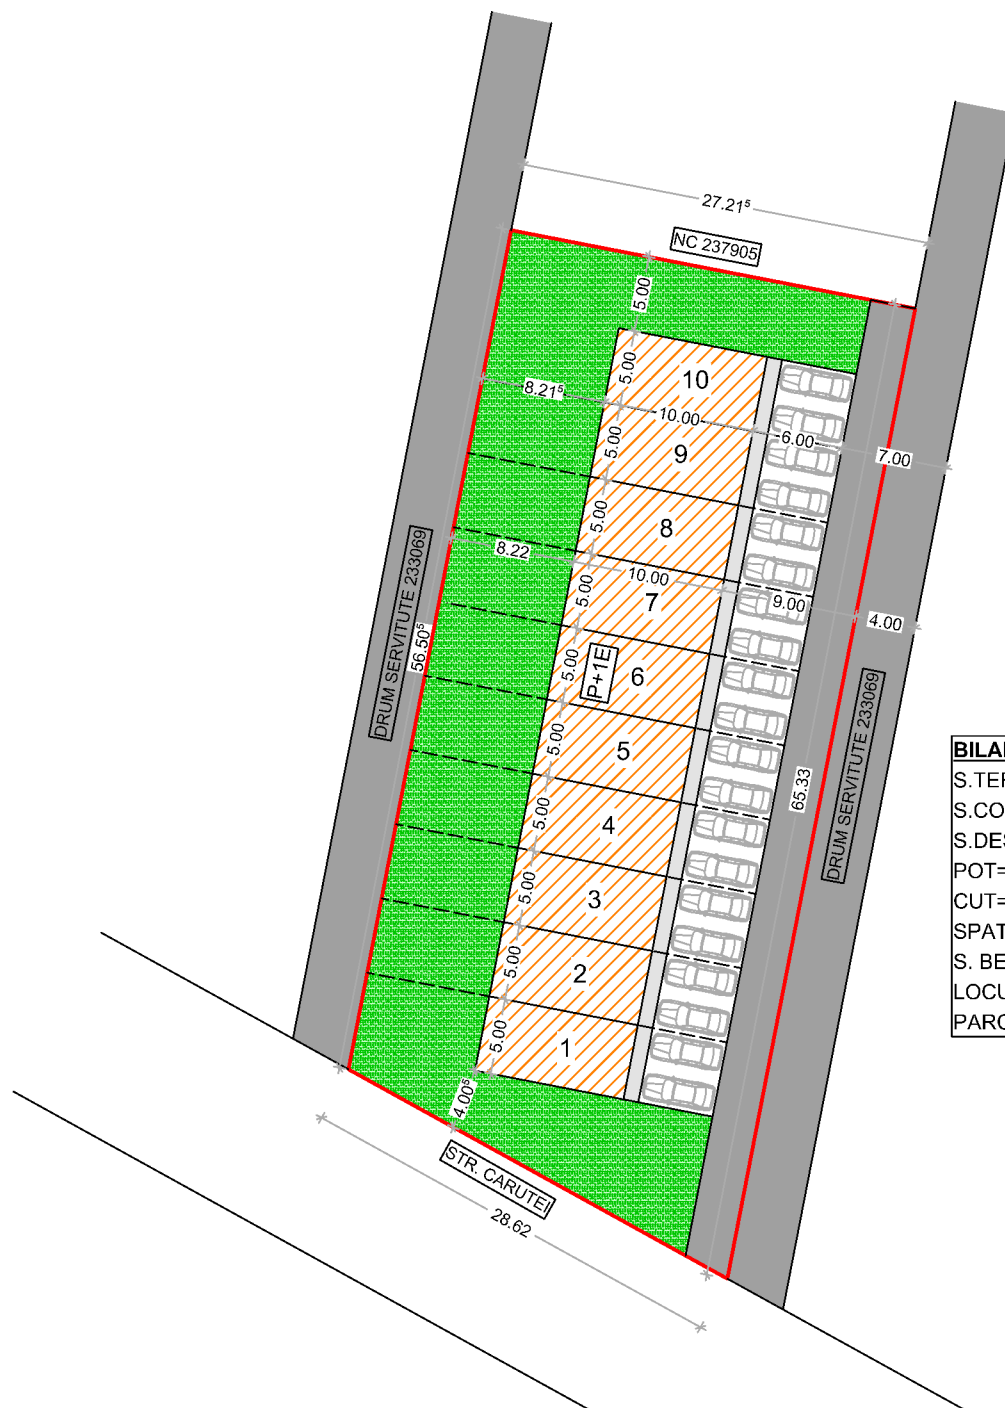 27.21⁵
NC 237905
5.00
5.00
10
8.21⁵
10.00
6.00
7.00
5.00
9
5.00
8
DRUM SERVITUTE 233069
8.22
10.00
9.00
4.00
5.00
7
56.50⁵
5.00
P+1E
6
5.00
5
DRUM SERVITUTE 233069
65.33
5.00
4
5.00
3
5.00
2
5.00
1
4.00⁵
STR. CARUTEI
28.62
BILA
S.TE
S.CO
S.DE
POT=
CUT=
SPAT
S. BE
LOCU
PARC